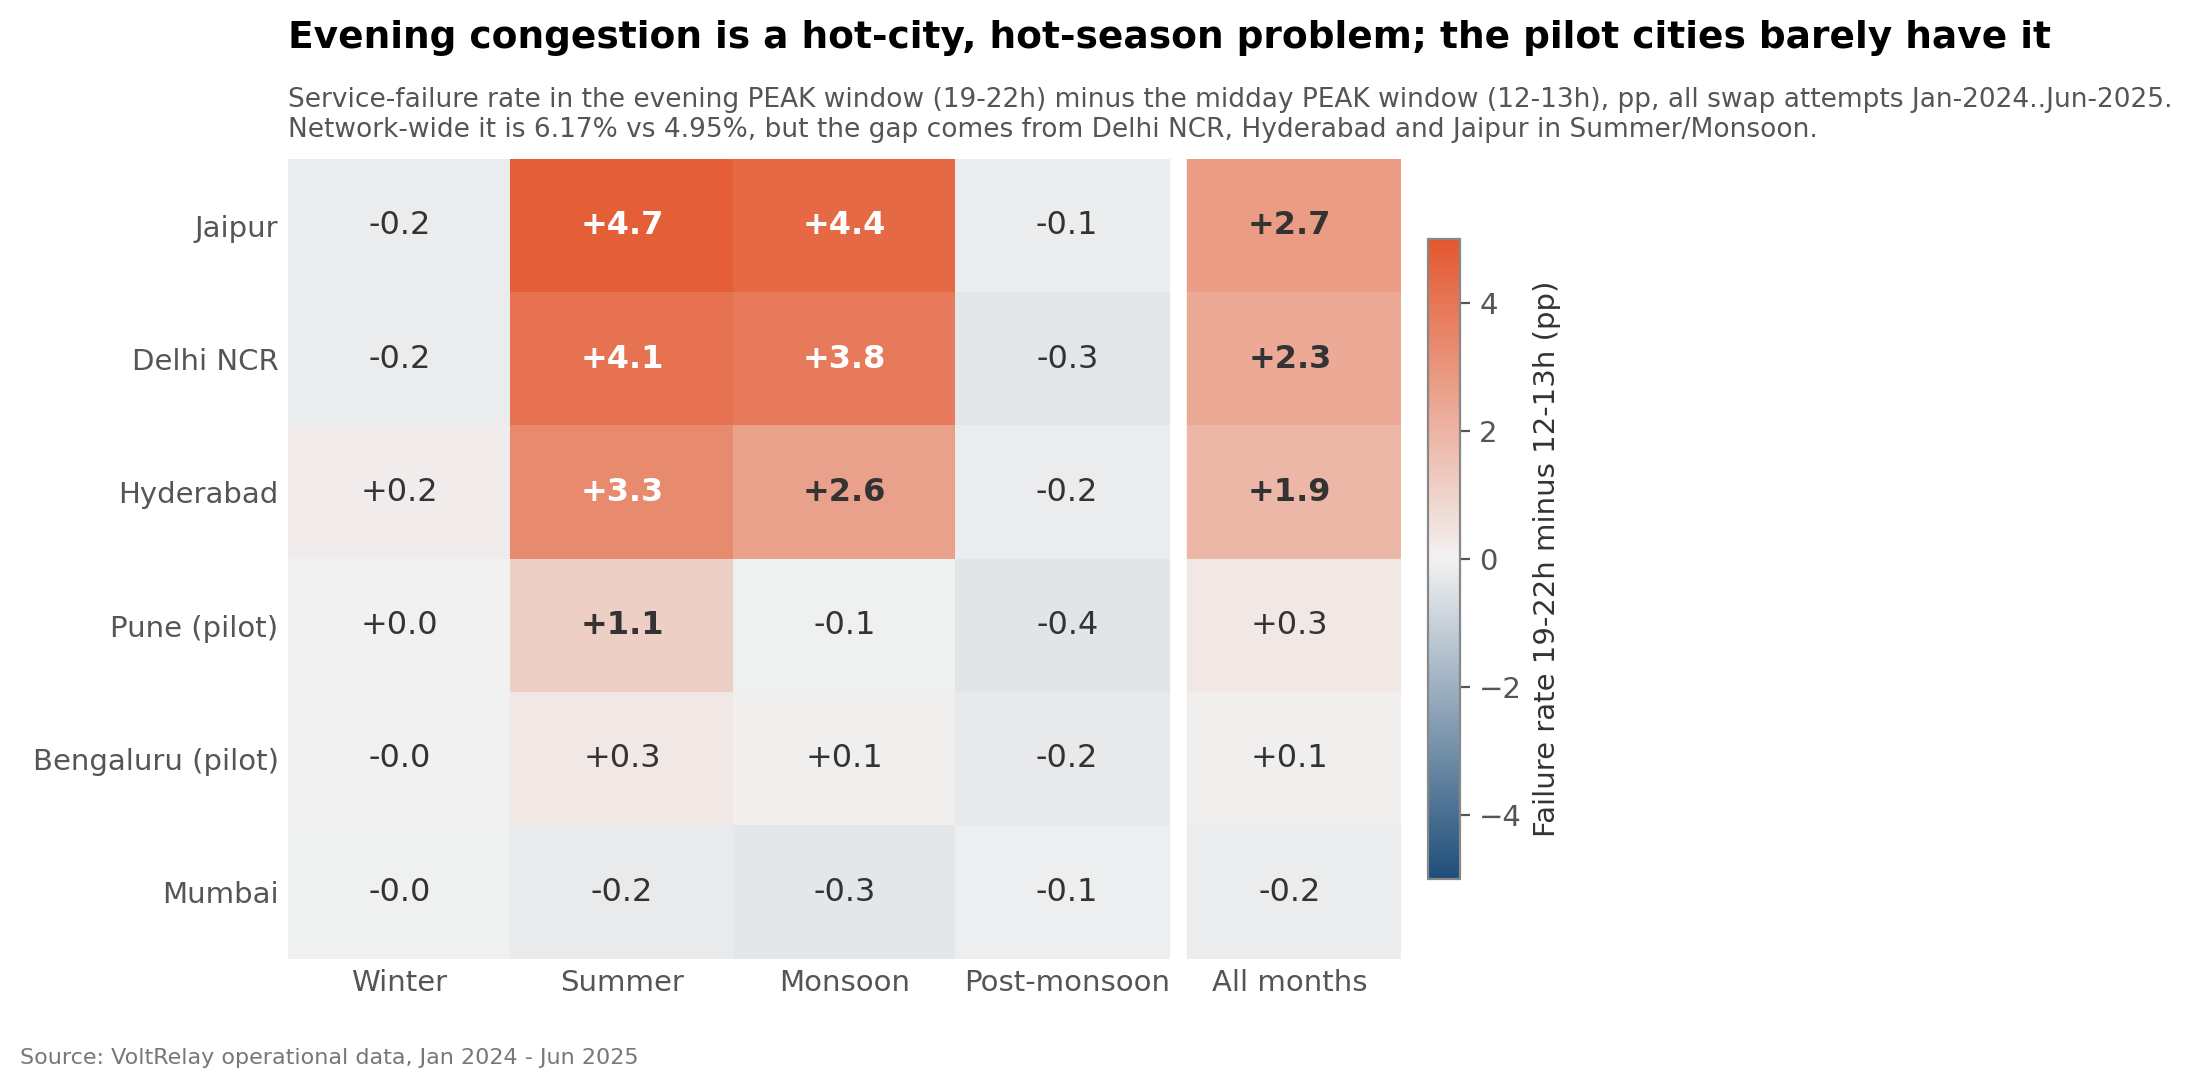 Evening congestion is a hot-city, hot-season problem; the pilot cities barely have it
Service-failure rate in the evening PEAK window (19-22h) minus the midday PEAK window (12-13h), pp, all swap attempts Jan-2024..Jun-2025.
Network-wide it is 6.17% vs 4.95%, but the gap comes from Delhi NCR, Hyderabad and Jaipur in Summer/Monsoon.
Jaipur -0.2 +4.7 +4.4 -0.1 +2.7
Delhi NCR -0.2 +4.1 +3.8 -0.3 +2.3
Hyderabad +0.2 +3.3 +2.6 -0.2 +1.9
Pune (pilot) +0.0 +1.1 -0.1 -0.4 +0.3
Bengaluru (pilot) -0.0 +0.3 +0.1 -0.2 +0.1
Mumbai -0.0 -0.2 -0.3 -0.1 -0.2
Winter Summer Monsoon Post-monsoon All months
4
2
0
−2
−4
Failure rate 19-22h minus 12-13h (pp)
Source: VoltRelay operational data, Jan 2024 - Jun 2025